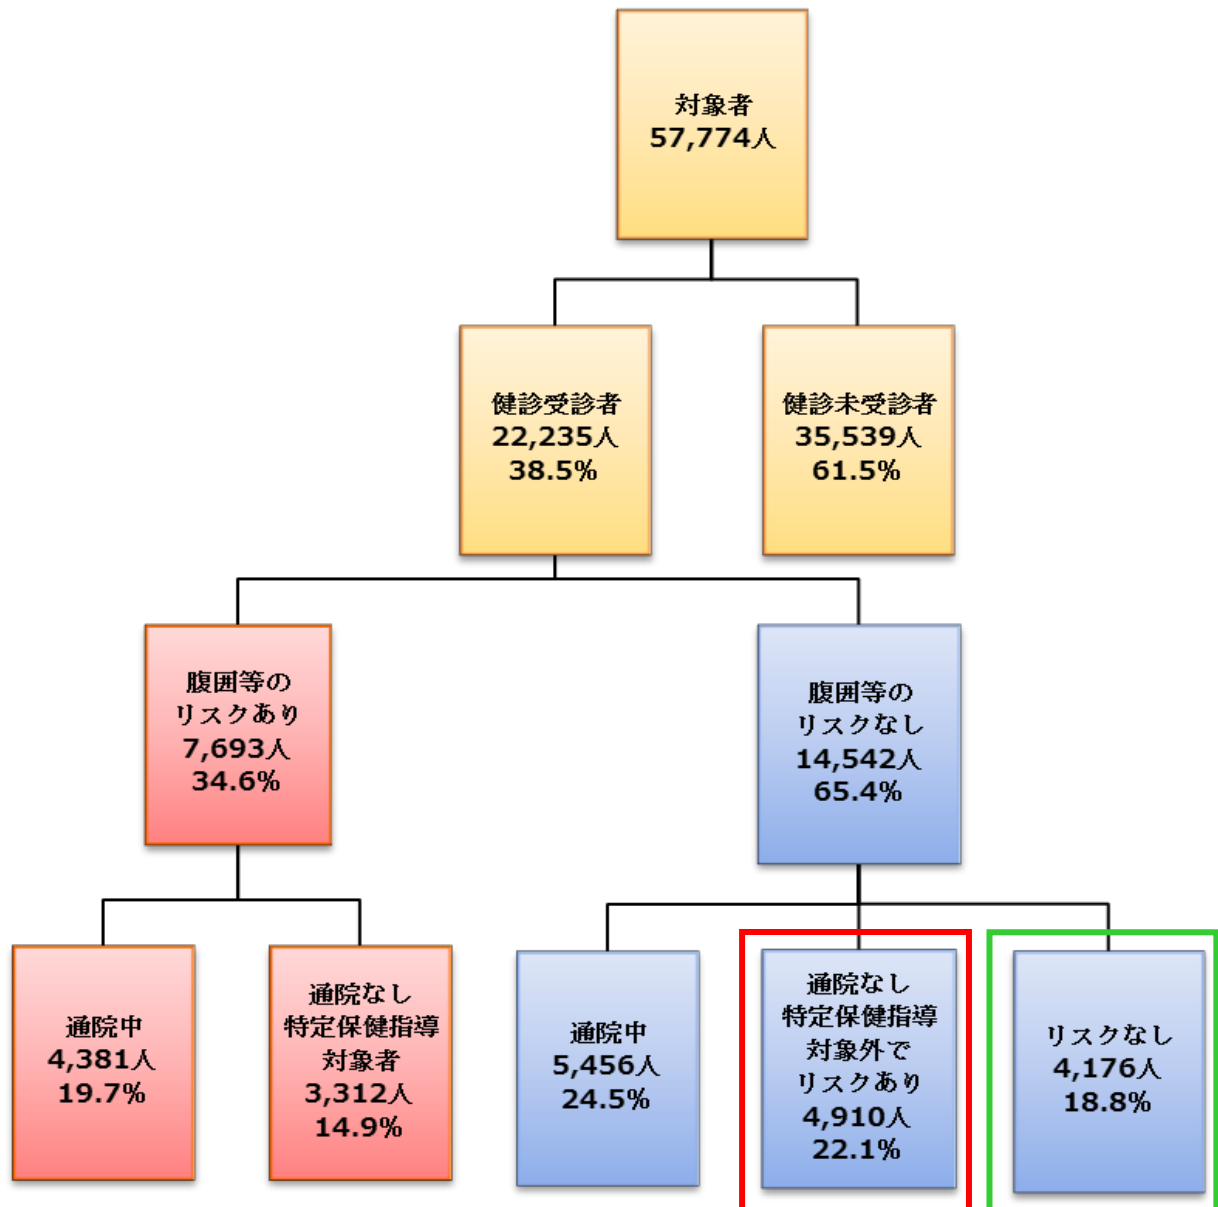 対象者
57,774人
健診受診者
22,235人
38.5%
健診未受診者
35,539人
61.5%
腹囲等の
リスクあり
7,693人
34.6%
腹囲等の
リスクなし
14,542人
65.4%
通院中
4,381人
19.7%
通院なし
特定保健指導
対象者
3,312人
14.9%
通院中
5,456人
24.5%
通院なし
特定保健指導
対象外で
リスクあり
4,910人
22.1%
リスクなし
4,176人
18.8%